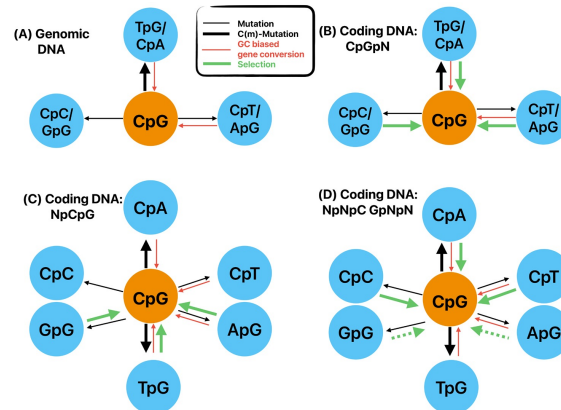 (A) Genomic
DNA
TpG/
CpA
CpC/
GpG
CpG
CpT/
ApG
Mutation
C(m)-Mutation
GC biased
gene conversion
Selection
(B) Coding DNA:
CpGpN
TpG/
CpA
CpC/
GpG
CpG
CpT/
ApG
(C) Coding DNA:
NpCpG
CpA
CpC
CpT
CpG
GpG
ApG
TpG
(D) Coding DNA:
NpNpC GpNpN
CpA
CpC
CpT
CpG
GpG
ApG
TpG